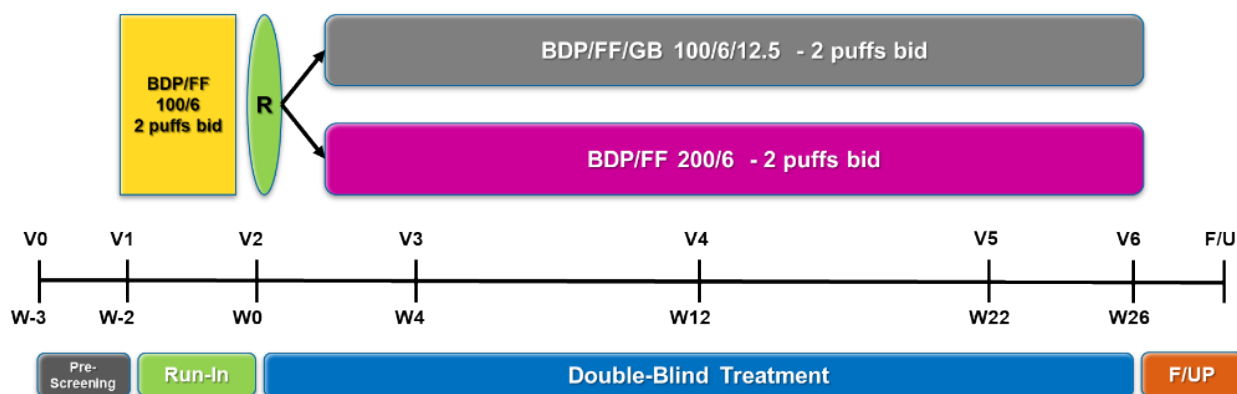 BDP/FF/GB 100/6/12.5 - 2 puffs bid
BDP/FF
100/6
2 puffs bid
R
BDP/FF 200/6 - 2 puffs bid
V0 V1 V2 V3 V4 V5 V6 F/U
W-3 W-2 W0 W4 W12 W22 W26
Pre-
Screening
Run-In
Double-Blind Treatment
F/UP